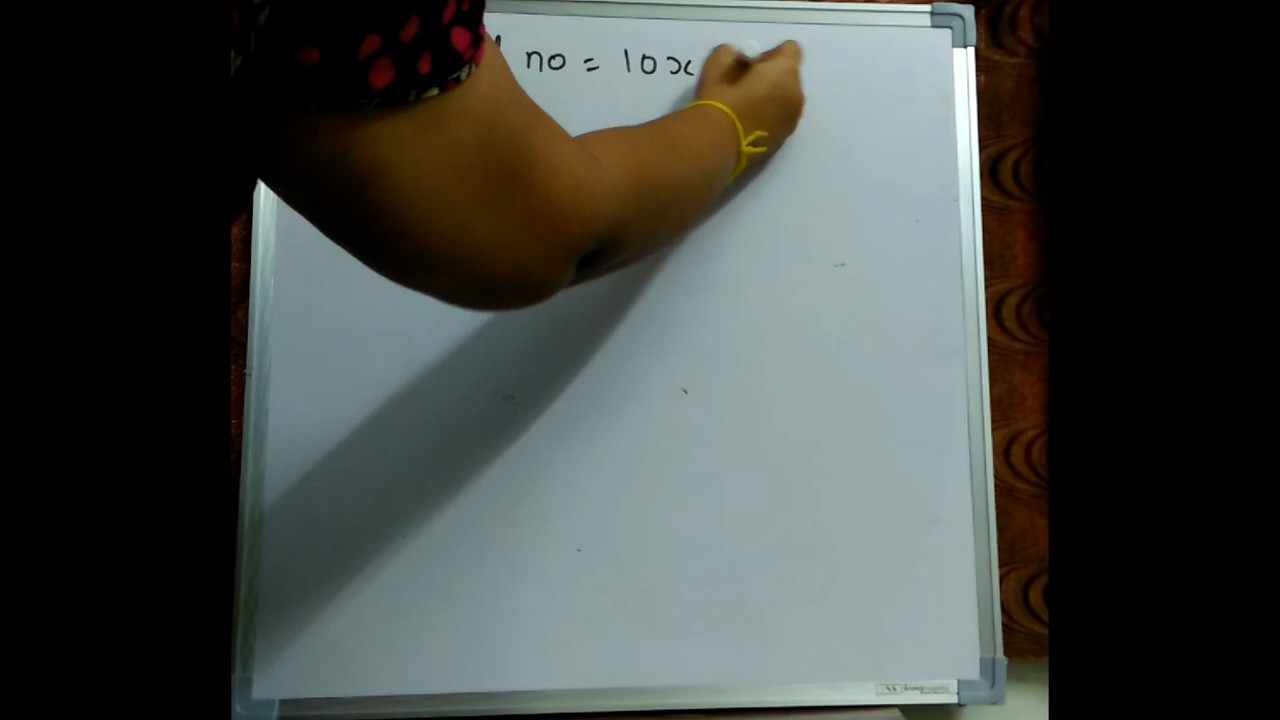 no = 10x